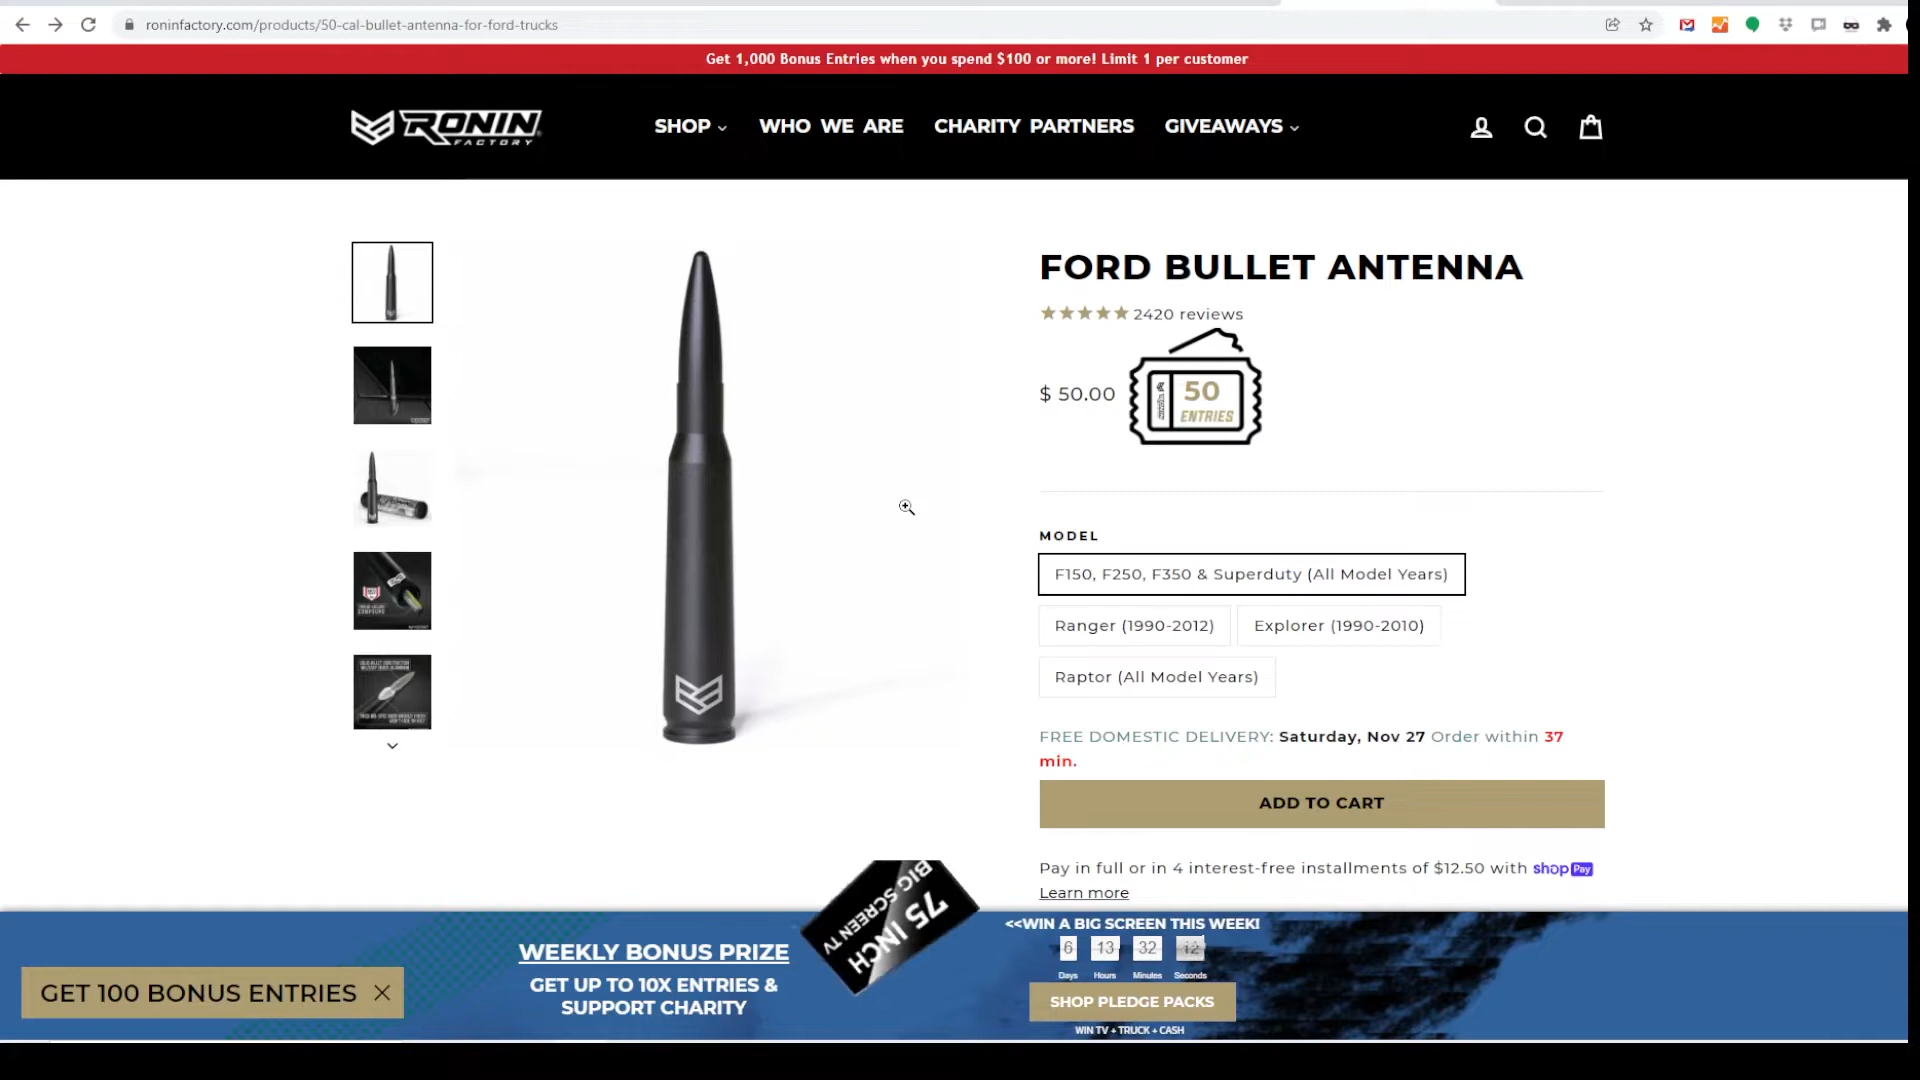 roninfactory.com/products/50-cal-bullet-antenna-for-ford-trucks
Get 1,000 Bonus Entries when you spend $100 or more! Limit 1 per customer
RONIN
FACTORY
SHOP
WHO WE ARE
CHARITY PARTNERS
GIVEAWAYS
FORD BULLET ANTENNA
2420 reviews
$ 50.00
50
ENTRIES
MODEL
F150, F250, F350 & Superduty (All Model Years)
Ranger (1990-2012)
Explorer (1990-2010)
Raptor (All Model Years)
FREE DOMESTIC DELIVERY: Saturday, Nov 27 Order within 37
min.
ADD TO CART
Pay in full or in 4 interest-free installments of $12.50 with shop Pay
Learn more
GET 100 BONUS ENTRIES
WEEKLY BONUS PRIZE
GET UP TO 10X ENTRIES &
SUPPORT CHARITY
75 INCH
BIG SCREEN TV
<<WIN A BIG SCREEN THIS WEEK!
6 13 32 12
Days Hours Minutes Seconds
SHOP PLEDGE PACKS
WIN TV + TRUCK + CASH